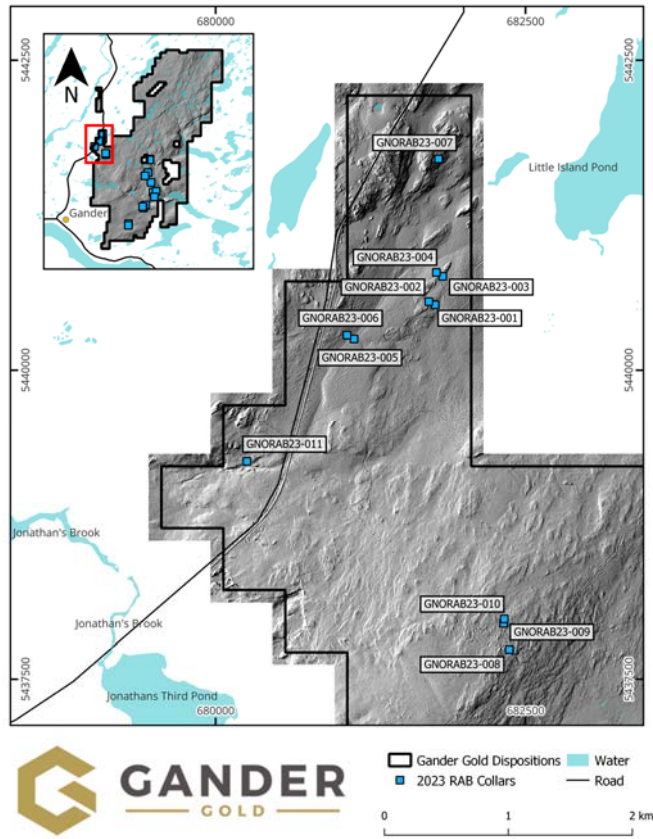 680000
682500
5442500
5442500
N
Gander
GNORAB23-007
Little Island Pond
GNORAB23-004
GNORAB23-002
GNORAB23-003
GNORAB23-006
GNORAB23-001
GNORAB23-005
5440000
5440000
GNORAB23-011
Jonathan's Brook
GNORAB23-010
Jonathan's Brook
GNORAB23-009
GNORAB23-008
5437500
5437500
Jonathans Third Pond
680000
682500
GANDER
GOLD
Gander Gold Dispositions
Water
2023 RAB Collars
Road
0
1
2 km